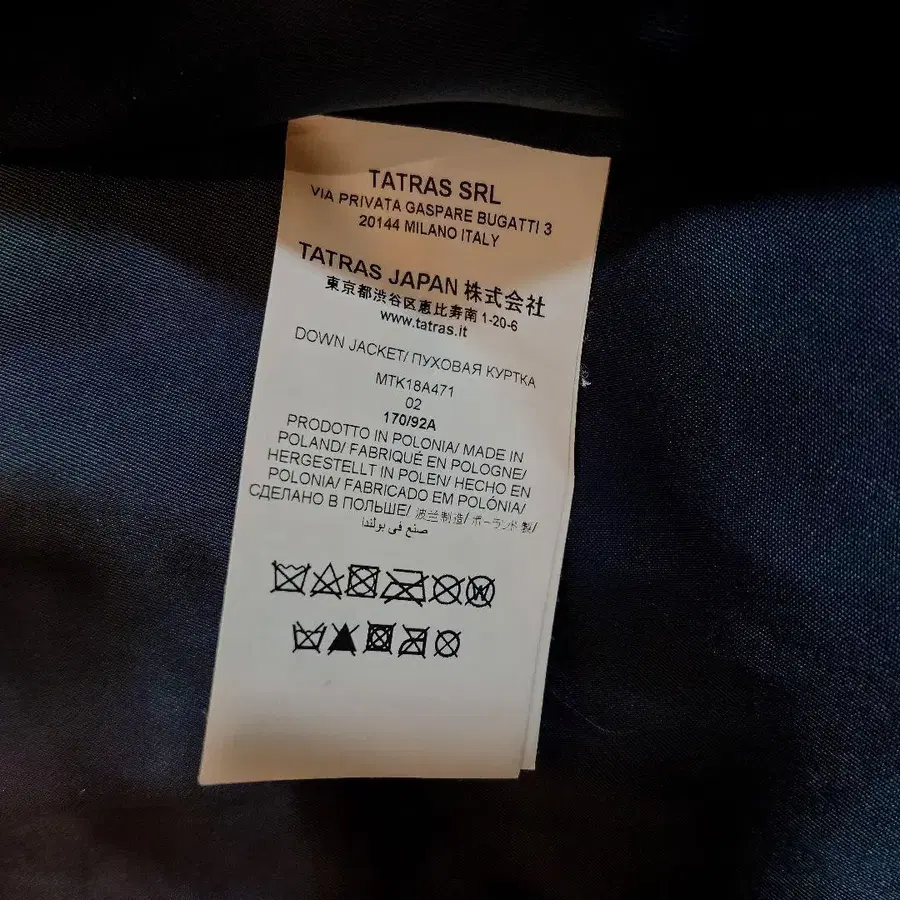 TATRAS SRL
VIA PRIVATA GASPARE BUGATTI 3
20144 MILANO ITALY
TATRAS JAPAN 株式会社
東京都渋谷区恵比寿南 1-20-6
www.tatras.it
DOWN JACKET/ ПУХОВАЯ КУРТКА
MTK18A471
02
170/92A
PRODOTTO IN POLONIA/ MADE IN
POLAND/ FABRIQUÉ EN POLOGNE/
HERGESTELLT IN POLEN/ HECHO EN
POLONIA/ FABRICADO EM POLÓNIA/
СДЕЛАНО В ПОЛЬШЕ/ 波兰制造/ ポーランド製/
صنع في بولندا